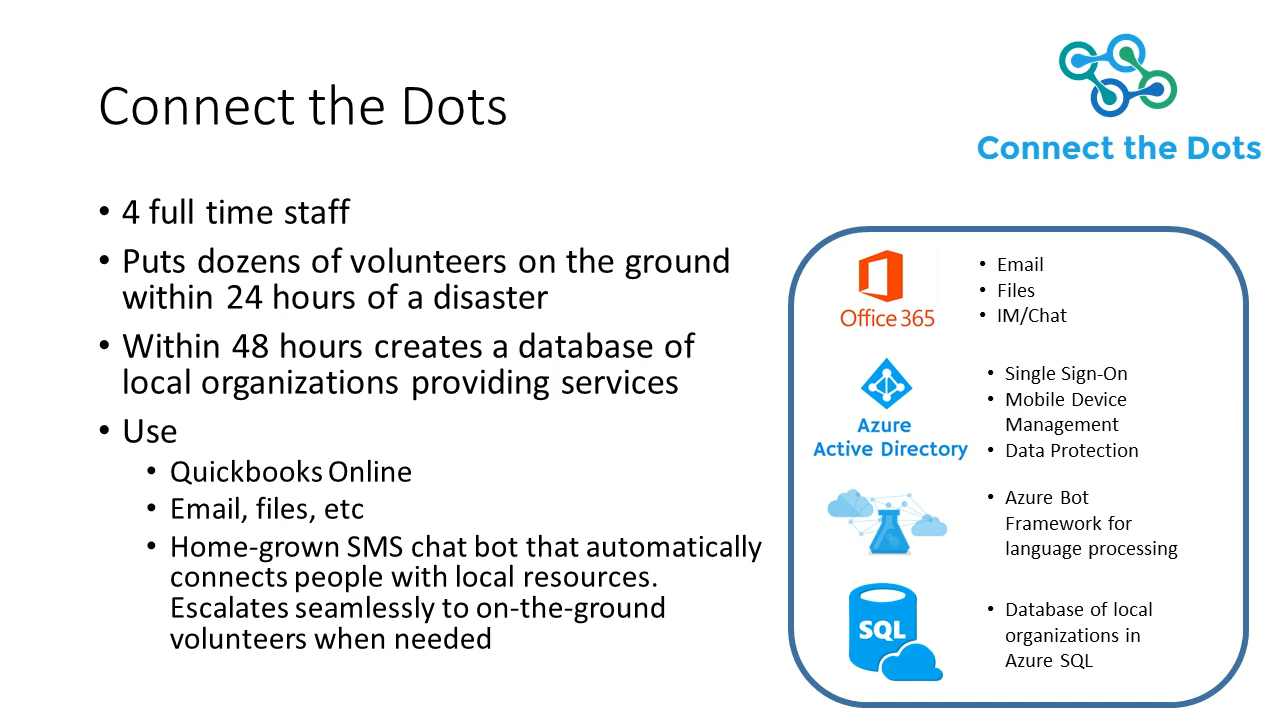 Connect the Dots
Connect the Dots
• 4 full time staff
• Puts dozens of volunteers on the ground
within 24 hours of a disaster
• Within 48 hours creates a database of
local organizations providing services
• Use
• Quickbooks Online
• Email, files, etc
• Home-grown SMS chat bot that automatically
connects people with local resources.
Escalates seamlessly to on-the-ground
volunteers when needed
Office 365
• Email
• Files
• IM/Chat
Azure
Active Directory
• Single Sign-On
• Mobile Device
Management
• Data Protection
• Azure Bot
Framework for
language processing
SQL
• Database of local
organizations in
Azure SQL